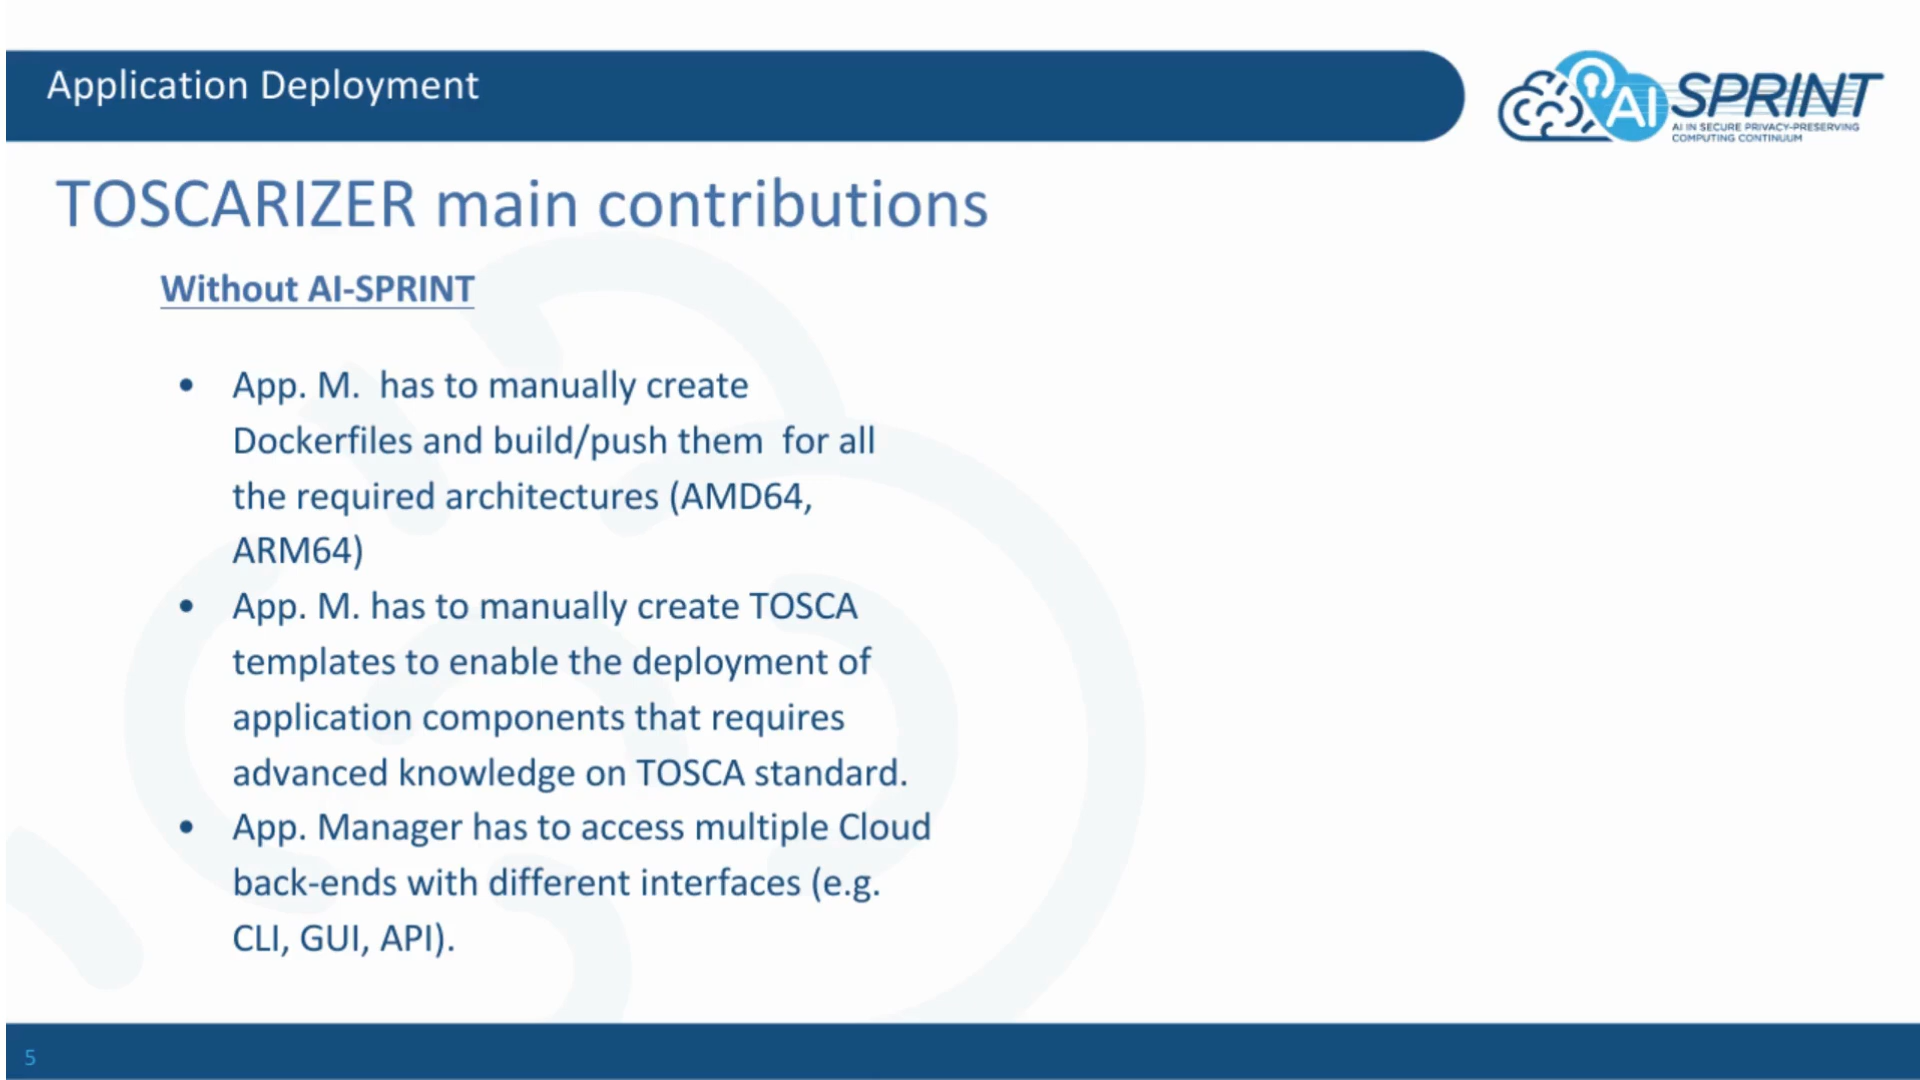 Application Deployment
AI SPRINT
AI IN SECURE PRIVACY-PRESERVING
COMPUTING CONTINUUM
TOSCARIZER main contributions
Without AI-SPRINT
• App. M.  has to manually create
Dockerfiles and build/push them  for all
the required architectures (AMD64,
ARM64)
• App. M. has to manually create TOSCA
templates to enable the deployment of
application components that requires
advanced knowledge on TOSCA standard.
• App. Manager has to access multiple Cloud
back-ends with different interfaces (e.g.
CLI, GUI, API).
5